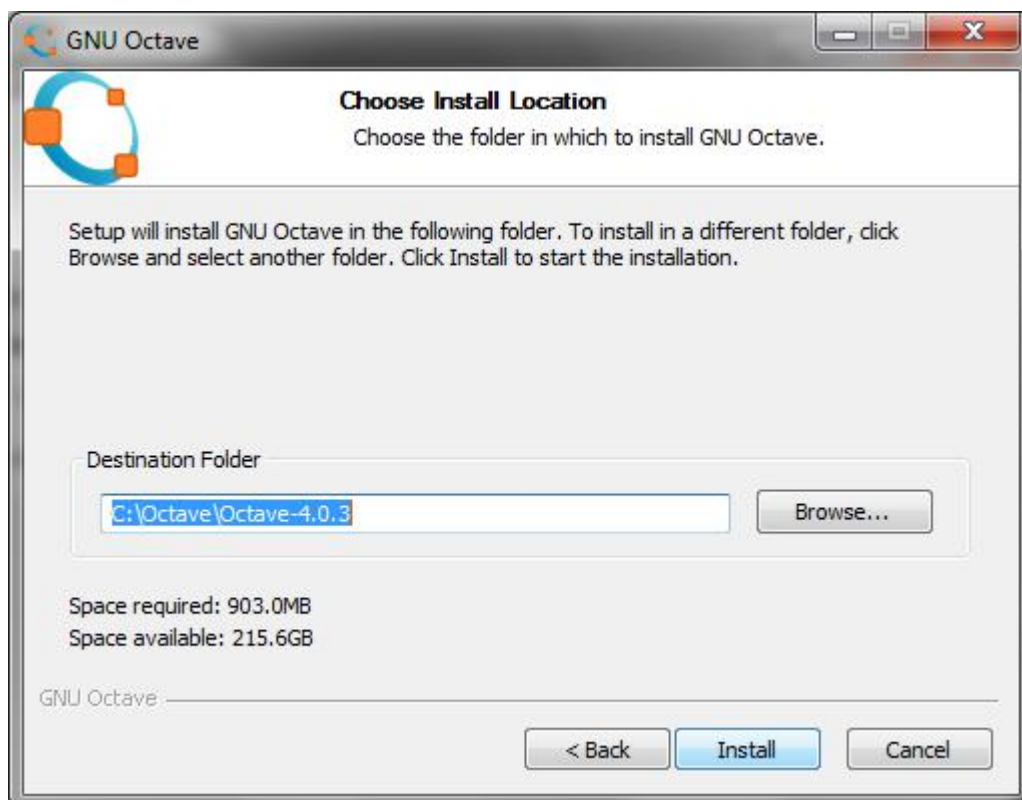 GNU Octave
Choose Install Location
Choose the folder in which to install GNU Octave.
Setup will install GNU Octave in the following folder. To install in a different folder, click
Browse and select another folder. Click Install to start the installation.
Destination Folder
C:\Octave\Octave-4.0.3
Browse...
Space required: 903.0MB
Space available: 215.6GB
GNU Octave
< Back
Install
Cancel